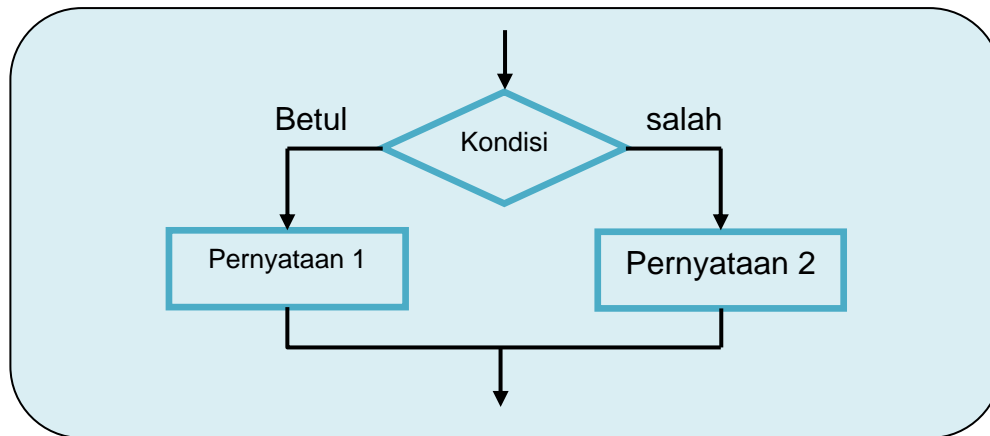 Betul
Kondisi
salah
Pernyataan 1
Pernyataan 2